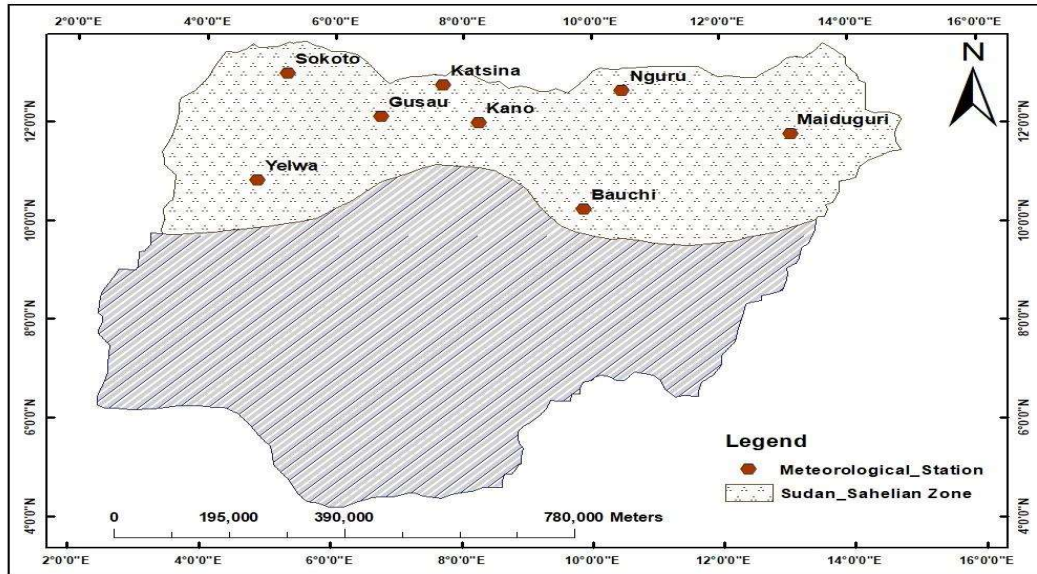 2°0'0"E 4°0'0"E 6°0'0"E 8°0'0"E 10°0'0"E 12°0'0"E 14°0'0"E 16°0'0"E
N
Sokoto
Katsina
Nguru
Gusau
Kano
Maiduguri
12°0'0"N 12°0'0"N
Yelwa
Bauchi
10°0'0"N 10°0'0"N
8°0'0"N 8°0'0"N
6°0'0"N 6°0'0"N
Legend
Meteorological_Station
Sudan_Sahelian Zone
4°0'0"N 4°0'0"N
0 195,000 390,000 780,000 Meters
2°0'0"E 4°0'0"E 6°0'0"E 8°0'0"E 10°0'0"E 12°0'0"E 14°0'0"E 16°0'0"E